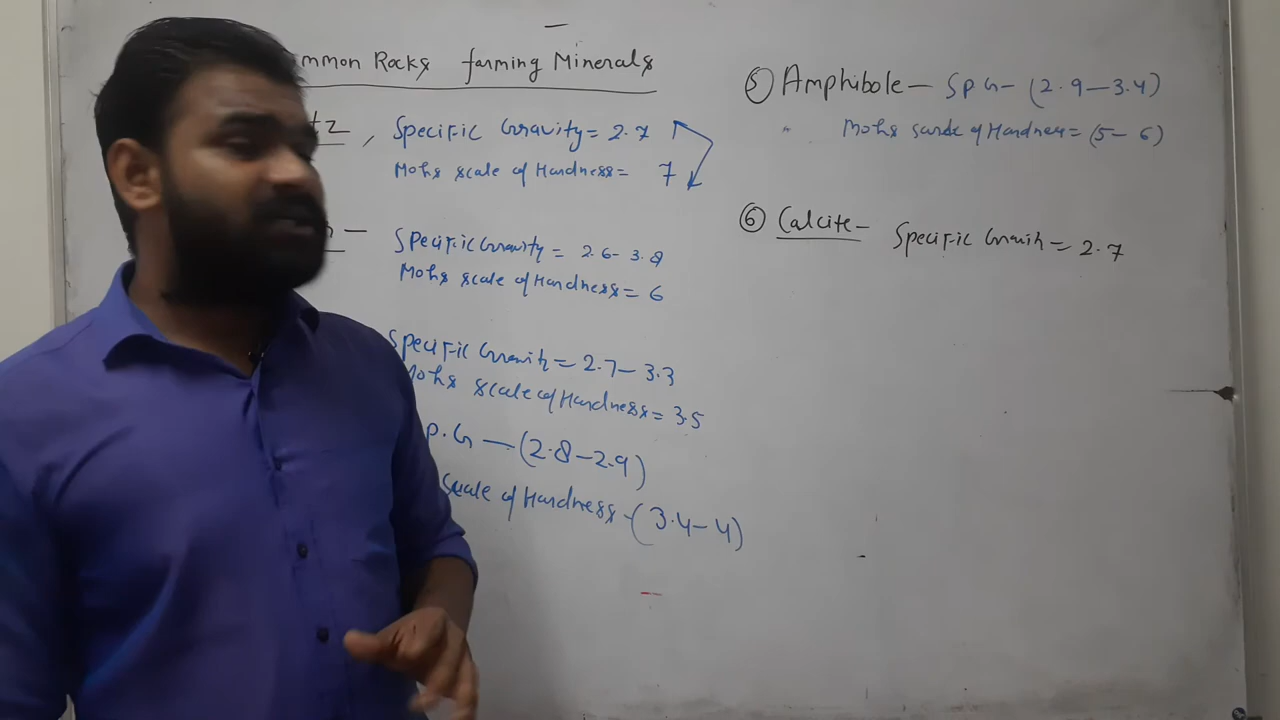 mmon Rocks farming Minerals
tz, Specific Gravity = 2.7
Mohs scale of Hardness = 7
n - Specific Gravity = 2.6-3.8
Mohs scale of Hardness = 6
Specific Gravity = 2.7-3.3
Mohs scale of Hardness = 3.5
P.G - (2.8-2.9)
Scale of Hardness - (3.4-4)
⑤ Amphibole - SPG - (2.9-3.4)
Mohs scale of Hardness = (5-6)
⑥ Calcite - Specific Gravity = 2.7